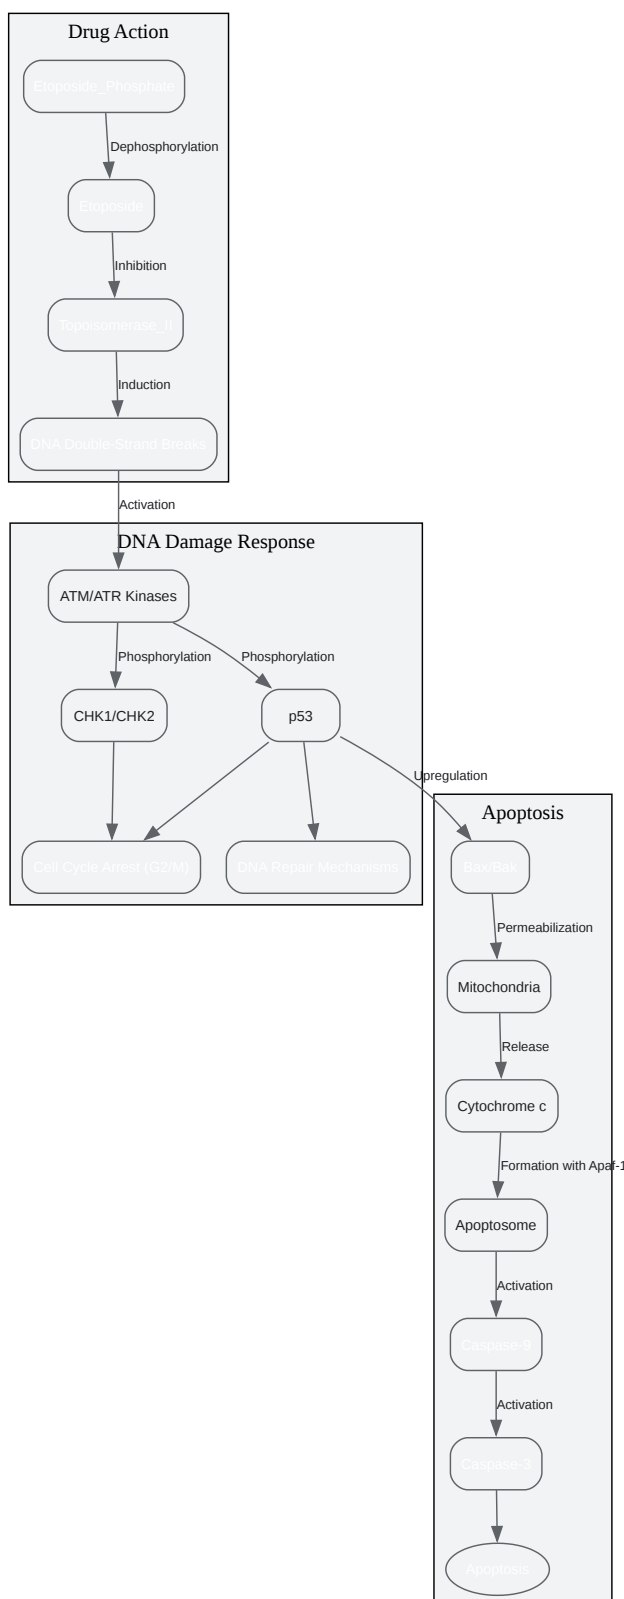 Drug Action
Etoposide_Phosphate
Dephosphorylation
Etoposide
Inhibition
Topoisomerase_II
Induction
DNA Double-Strand Breaks
Activation
DNA Damage Response
ATM/ATR Kinases
Phosphorylation
Phosphorylation
CHK1/CHK2
p53
Upregulation
Cell Cycle Arrest (G2/M)
DNA Repair Mechanisms
Apoptosis
Bax/Bak
Permeabilization
Mitochondria
Release
Cytochrome c
Formation with Apaf-1
Apoptosome
Activation
Caspase-9
Activation
Caspase-3
Apoptosis